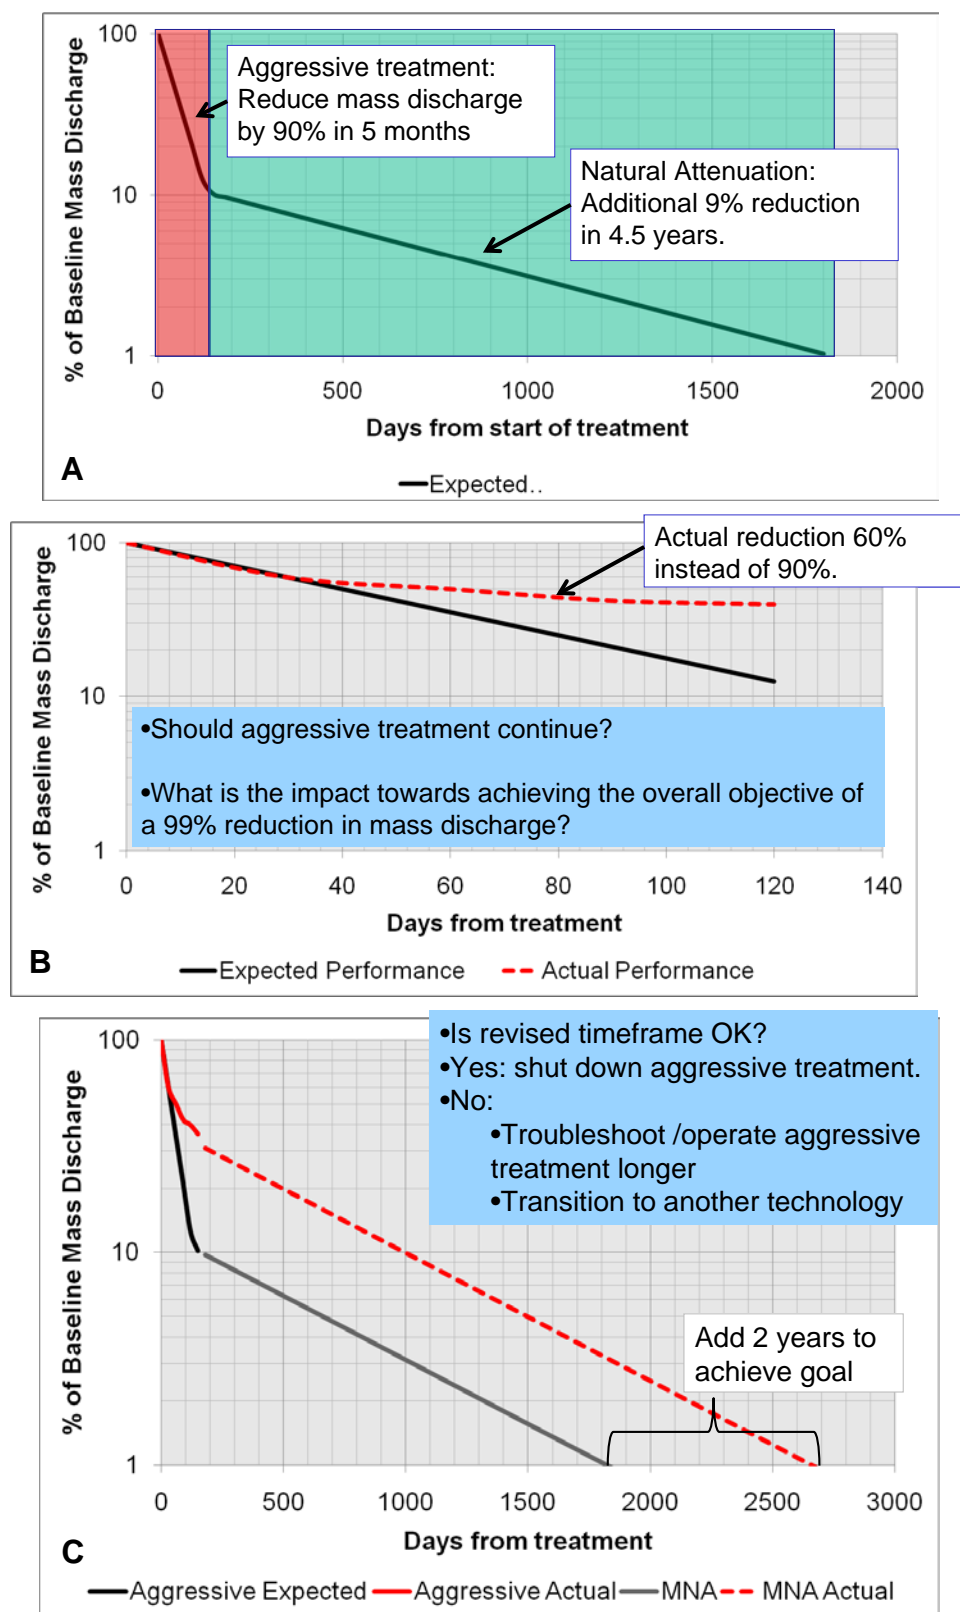 100
10
1
% of Baseline Mass Discharge
Aggressive treatment:
Reduce mass discharge
by 90% in 5 months
Natural Attenuation:
Additional 9% reduction
in 4.5 years.
0 500 1000 1500 2000
Days from start of treatment
A
Expected..
100
10
1
% of Baseline Mass Discharge
Actual reduction 60%
instead of 90%.
•Should aggressive treatment continue?
•What is the impact towards achieving the overall objective of
a 99% reduction in mass discharge?
0 20 40 60 80 100 120 140
Days from treatment
B
Expected Performance Actual Performance
100
10
1
% of Baseline Mass Discharge
•Is revised timeframe OK?
•Yes: shut down aggressive treatment.
•No:
•Troubleshoot /operate aggressive
treatment longer
•Transition to another technology
Add 2 years to
achieve goal
0 500 1000 1500 2000 2500 3000
Days from treatment
C
Aggressive Expected Aggressive Actual MNA MNA Actual